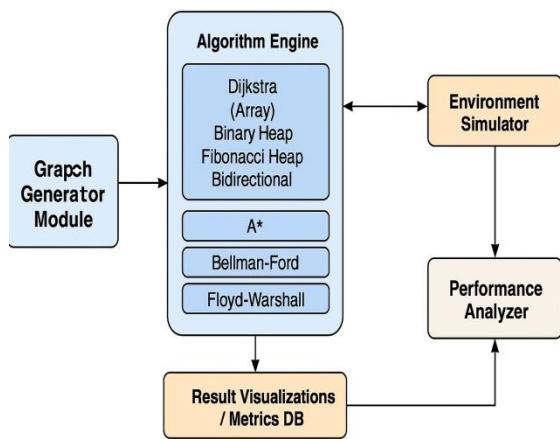 Algorithm Engine
Dijkstra
(Array)
Binary Heap
Fibonacci Heap
Bidirectional
A*
Bellman-Ford
Floyd-Warshall
Grapch
Generator
Module
Environment
Simulator
Performance
Analyzer
Result Visualizations
/ Metrics DB